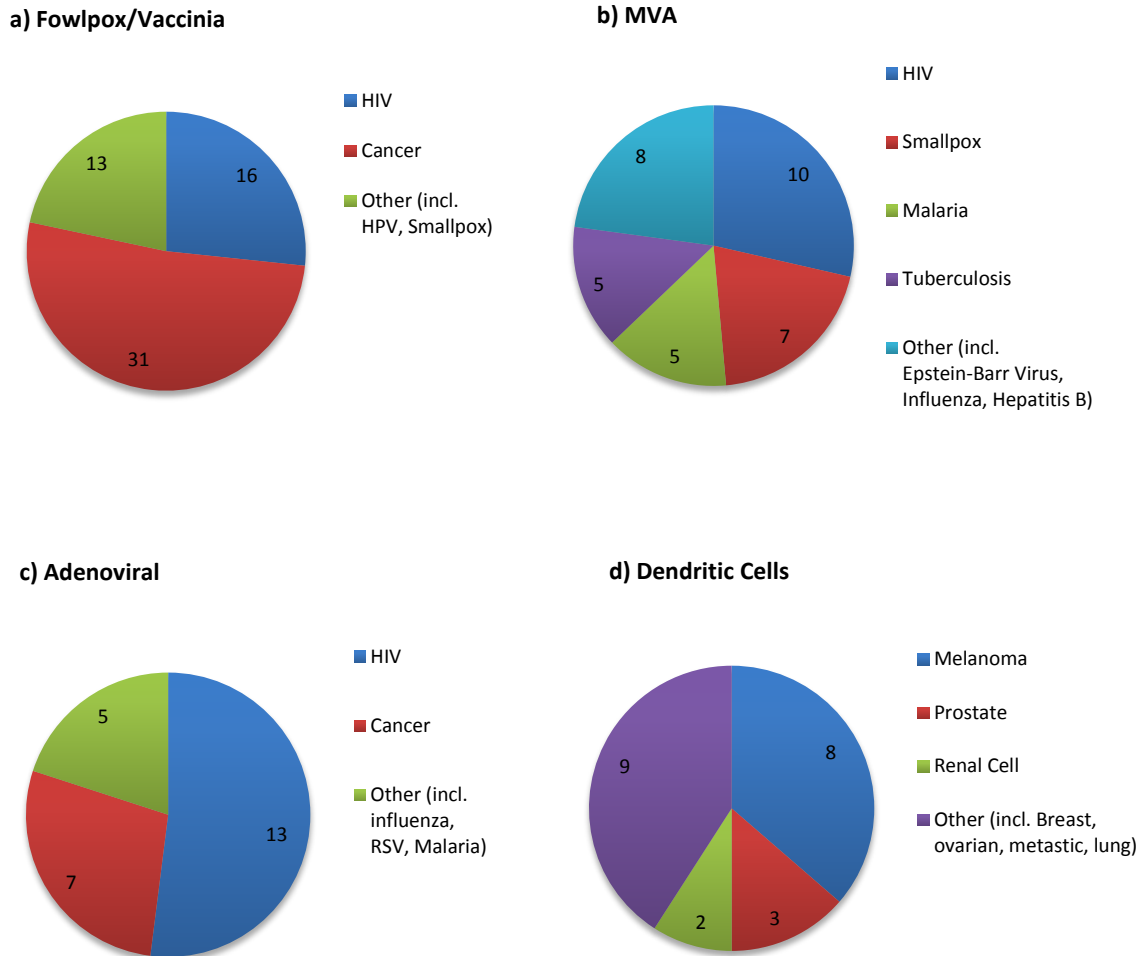 a) Fowlpox/Vaccinia
HIV
Cancer
Other (incl.
HPV, Smallpox)
13
16
31
b) MVA
HIV
Smallpox
Malaria
Tuberculosis
Other (incl.
Epstein-Barr Virus,
Influenza, Hepatitis B)
8
10
5
7
5
c) Adenoviral
HIV
Cancer
Other (incl.
influenza,
RSV, Malaria)
5
13
7
d) Dendritic Cells
Melanoma
Prostate
Renal Cell
Other (incl. Breast,
ovarian, metastic, lung)
9
8
2
3